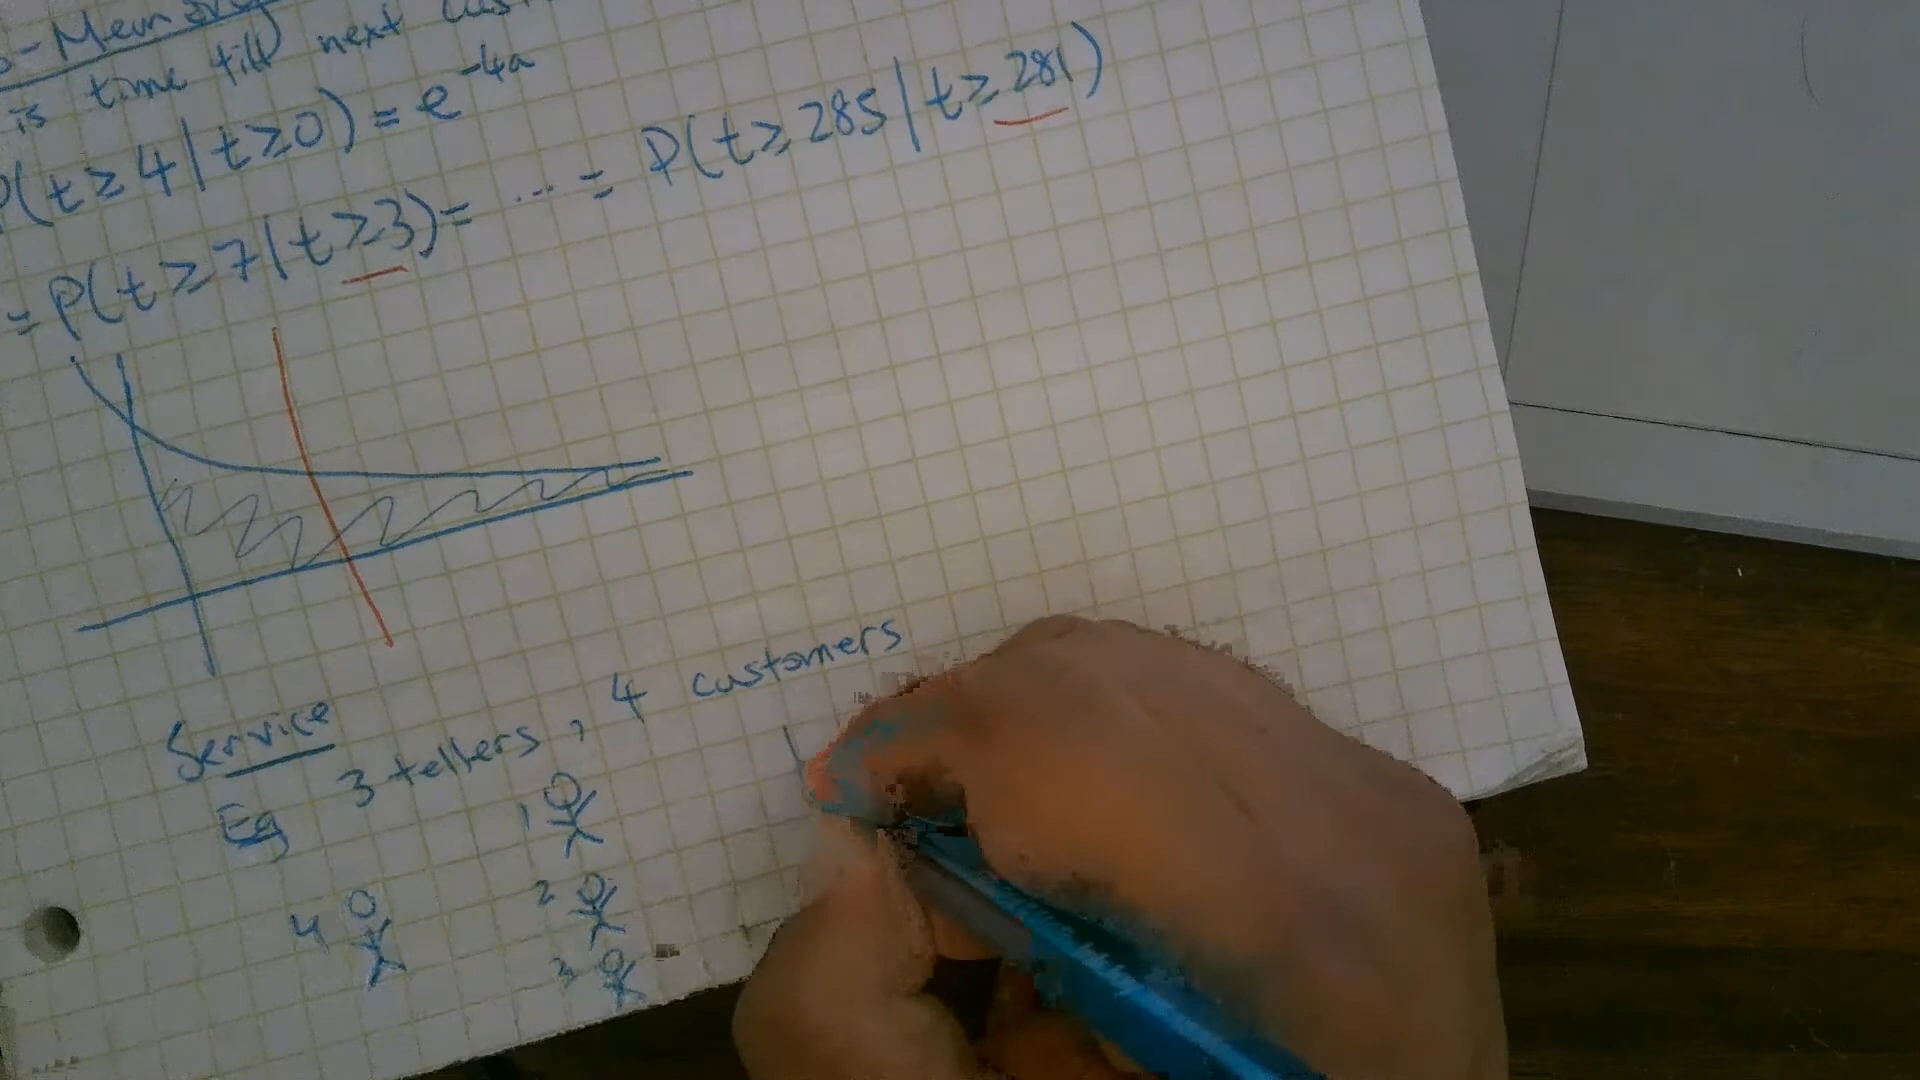 is time till next
P(t ≥ 4 | t ≥ 0) = e^-4a
= P(t ≥ 7 | t ≥ 3) = ... = P(t ≥ 285 | t ≥ 281)
Service
Eg 3 tellers, 4 customers
1
4 2
3